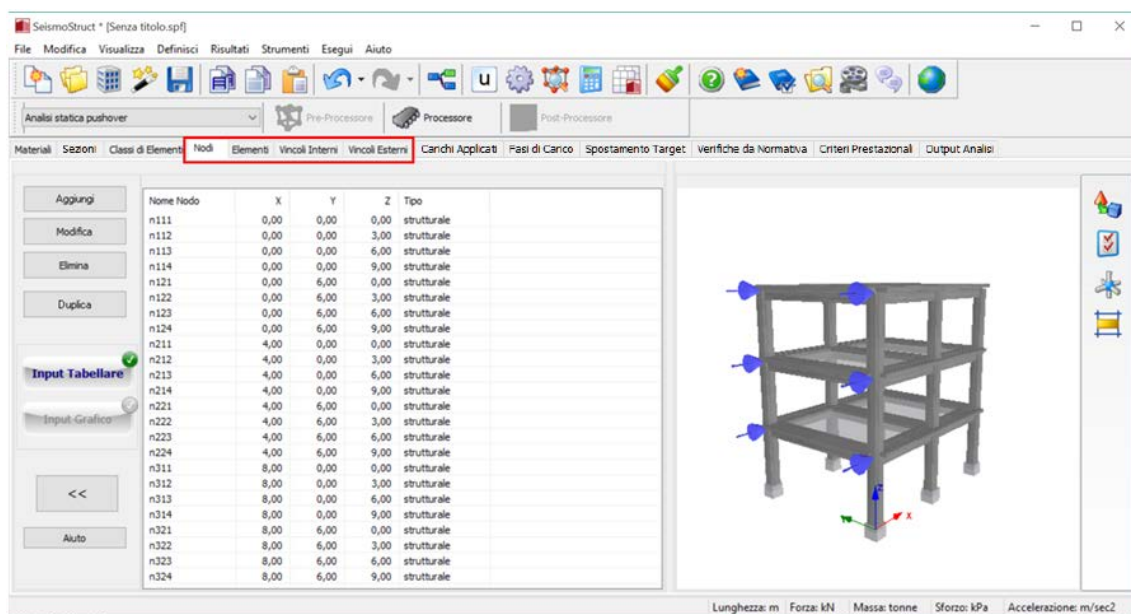 SeismoStruct * [Senza titolo.spf]
File Modifica Visualizza Definisci Risultati Strumenti Esegui Aiuto
u
Analisi statica pushover Pre-Processore Processore Post-Processore
Materiali Sezioni Classi di Elementi Nodi Elementi Vincoli Interni Vincoli Esterni Carichi Applicati Fasi di Carico Spostamento Target Verifiche da Normativa Criteri Prestazionali Output Analisi
Aggiungi
Modifica
Elimina
Duplica
Input Tabellare
Input Grafico
<<
Aiuto
Nome Nodo X Y Z Tipo
n111 0,00 0,00 0,00 strutturale
n112 0,00 0,00 3,00 strutturale
n113 0,00 0,00 6,00 strutturale
n114 0,00 0,00 9,00 strutturale
n121 0,00 6,00 0,00 strutturale
n122 0,00 6,00 3,00 strutturale
n123 0,00 6,00 6,00 strutturale
n124 0,00 6,00 9,00 strutturale
n211 4,00 0,00 0,00 strutturale
n212 4,00 0,00 3,00 strutturale
n213 4,00 0,00 6,00 strutturale
n214 4,00 0,00 9,00 strutturale
n221 4,00 6,00 0,00 strutturale
n222 4,00 6,00 3,00 strutturale
n223 4,00 6,00 6,00 strutturale
n224 4,00 6,00 9,00 strutturale
n311 8,00 0,00 0,00 strutturale
n312 8,00 0,00 3,00 strutturale
n313 8,00 0,00 6,00 strutturale
n314 8,00 0,00 9,00 strutturale
n321 8,00 6,00 0,00 strutturale
n322 8,00 6,00 3,00 strutturale
n323 8,00 6,00 6,00 strutturale
n324 8,00 6,00 9,00 strutturale
Z
X
Lunghezza: m Forza: kN Massa: tonne Sforzo: kPa Accelerazione: m/sec2